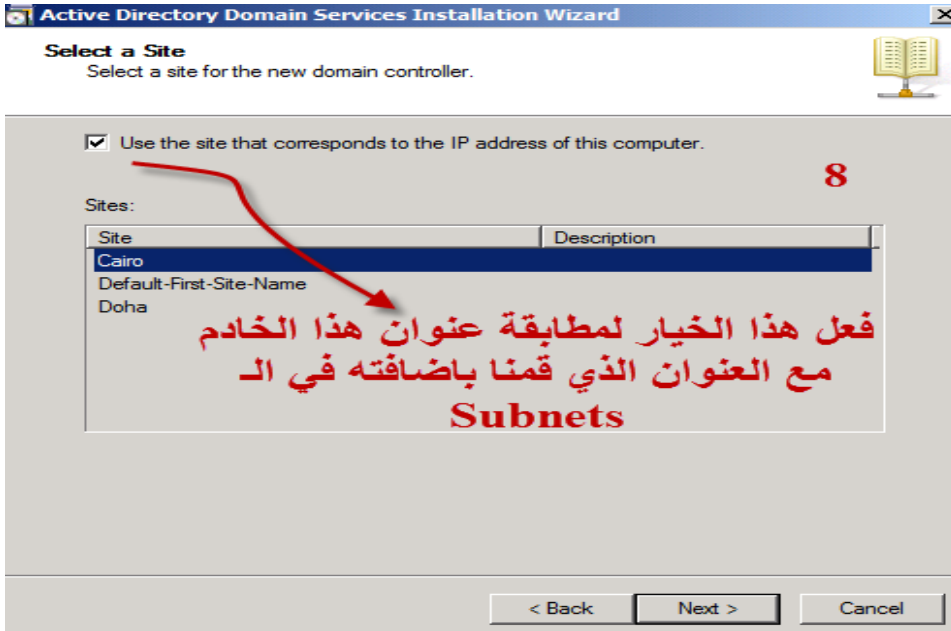 Active Directory Domain Services Installation Wizard
Select a Site
Select a site for the new domain controller.
Use the site that corresponds to the IP address of this computer.
8
Sites:
Site Description
Cairo
Default-First-Site-Name
Doha
فعل هذا الخيار لمطابقة عنوان هذا الخادم
مع العنوان الذي قمنا باضافته في الـ
Subnets
< Back Next > Cancel